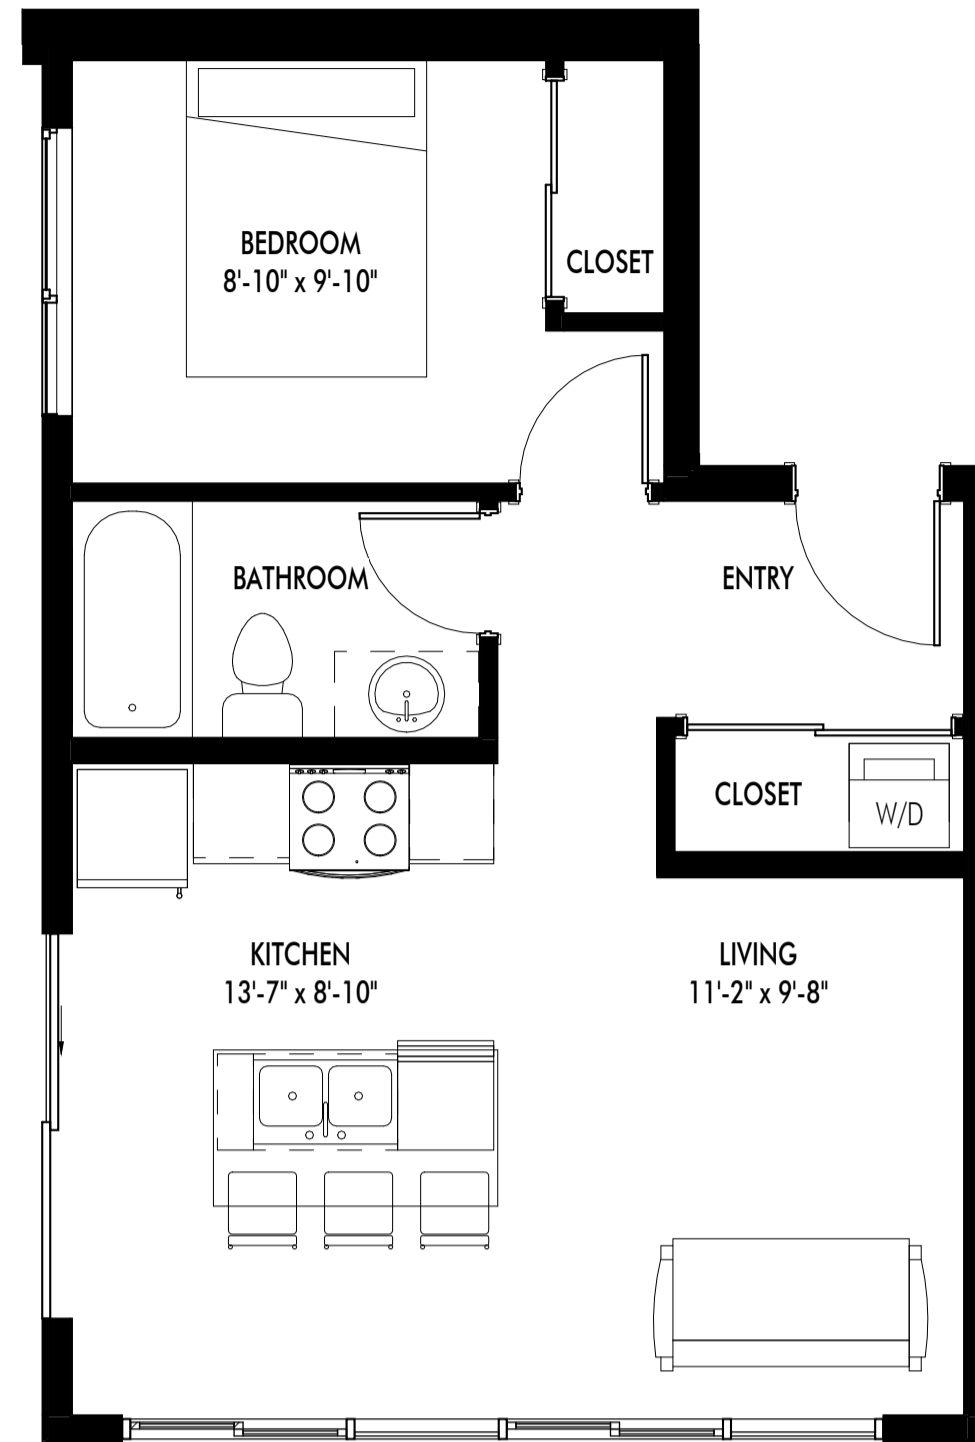 BEDROOM
8'-10" x 9'-10"
CLOSET
BATHROOM
ENTRY
CLOSET
W/D
KITCHEN
13'-7" x 8'-10"
LIVING
11'-2" x 9'-8"